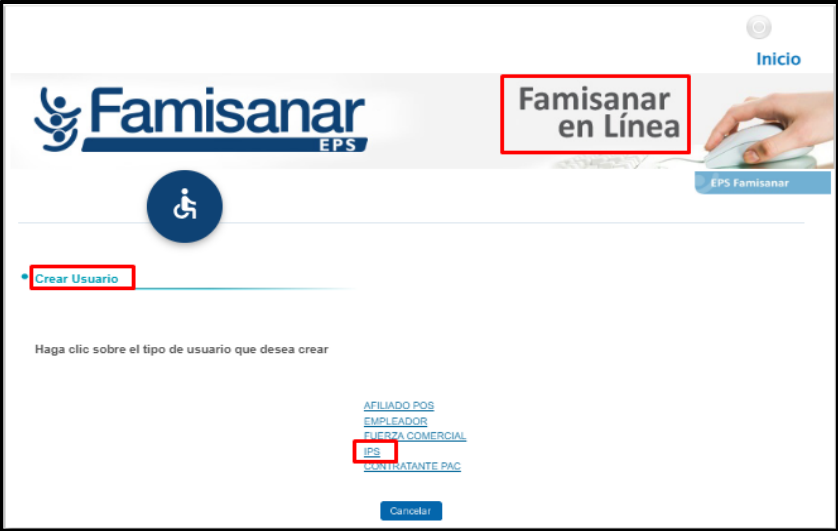 Inicio
Famisanar
EPS
Famisanar
en Línea
EPS Famisanar
Crear Usuario
Haga clic sobre el tipo de usuario que desea crear
AFILIADO POS
EMPLEADOR
FUERZA COMERCIAL
IPS
CONTRATANTE PAC
Cancelar